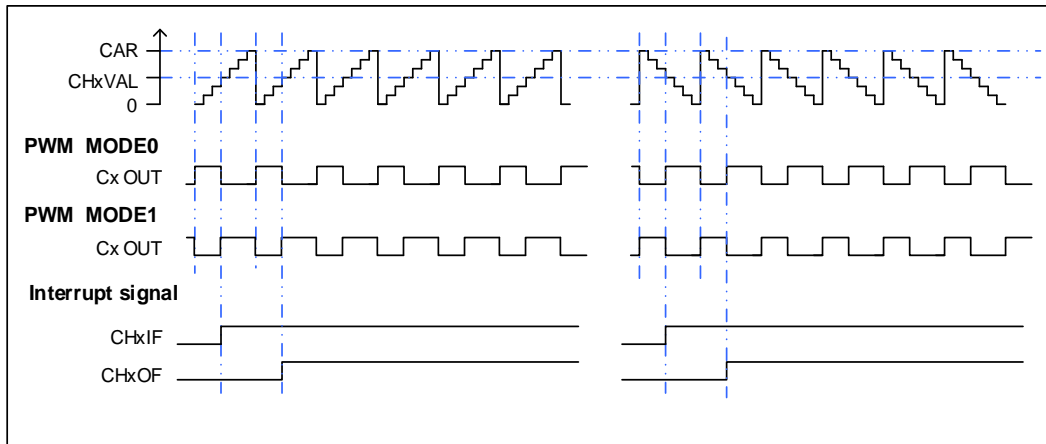 CAR
CHxVAL
0
PWM MODE0
Cx OUT
PWM MODE1
Cx OUT
Interrupt signal
CHxIF
CHxOF